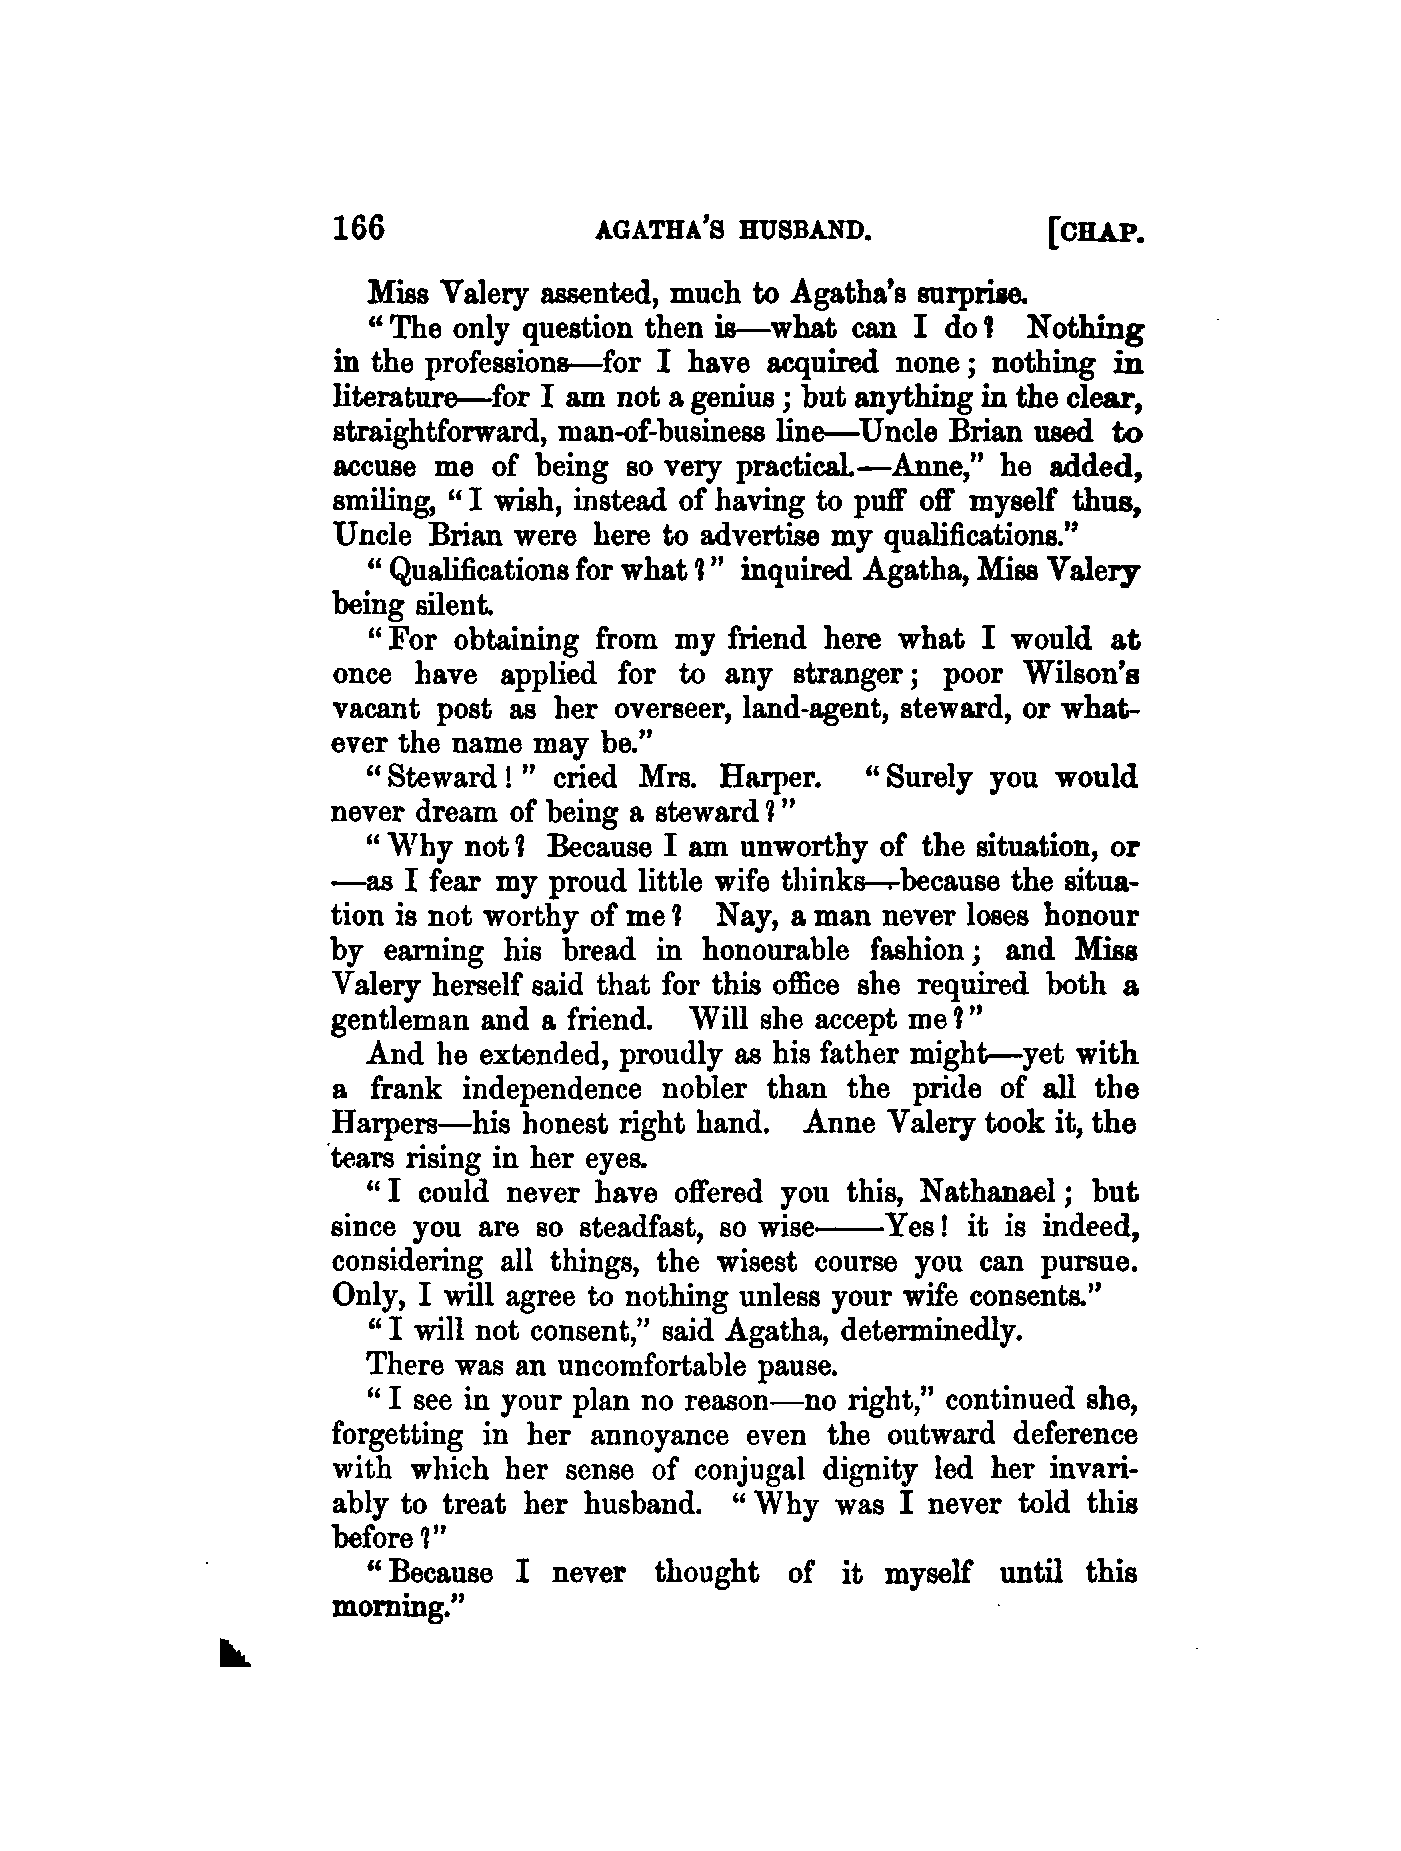 166 AGATHA'S HUSBAND. [CHAP.
Miss Valery assented, much to Agatha's surprise.
"The only question then is—what can I do? Nothing
in the professions—for I have acquired none; nothing in
literature—for I am not a genius; but anything in the clear,
straightforward, man-of-business line—Uncle Brian used to
accuse me of being so very practical.—Anne," he added,
smiling, "I wish, instead of having to puff off myself thus,
Uncle Brian were here to advertise my qualifications."
"Qualifications for what?" inquired Agatha, Miss Valery
being silent.
"For obtaining from my friend here what I would at
once have applied for to any stranger; poor Wilson's
vacant post as her overseer, land-agent, steward, or what-
ever the name may be."
"Steward!" cried Mrs. Harper. "Surely you would
never dream of being a steward?"
"Why not? Because I am unworthy of the situation, or
—as I fear my proud little wife thinks—because the situa-
tion is not worthy of me? Nay, a man never loses honour
by earning his bread in honourable fashion; and Miss
Valery herself said that for this office she required both a
gentleman and a friend. Will she accept me?"
And he extended, proudly as his father might—yet with
a frank independence nobler than the pride of all the
Harpers—his honest right hand. Anne Valery took it, the
tears rising in her eyes.
"I could never have offered you this, Nathanael; but
since you are so steadfast, so wise——Yes! it is indeed,
considering all things, the wisest course you can pursue.
Only, I will agree to nothing unless your wife consents."
"I will not consent," said Agatha, determinedly.
There was an uncomfortable pause.
"I see in your plan no reason—no right," continued she,
forgetting in her annoyance even the outward deference
with which her sense of conjugal dignity led her invari-
ably to treat her husband. "Why was I never told this
before?"
"Because I never thought of it myself until this
morning."